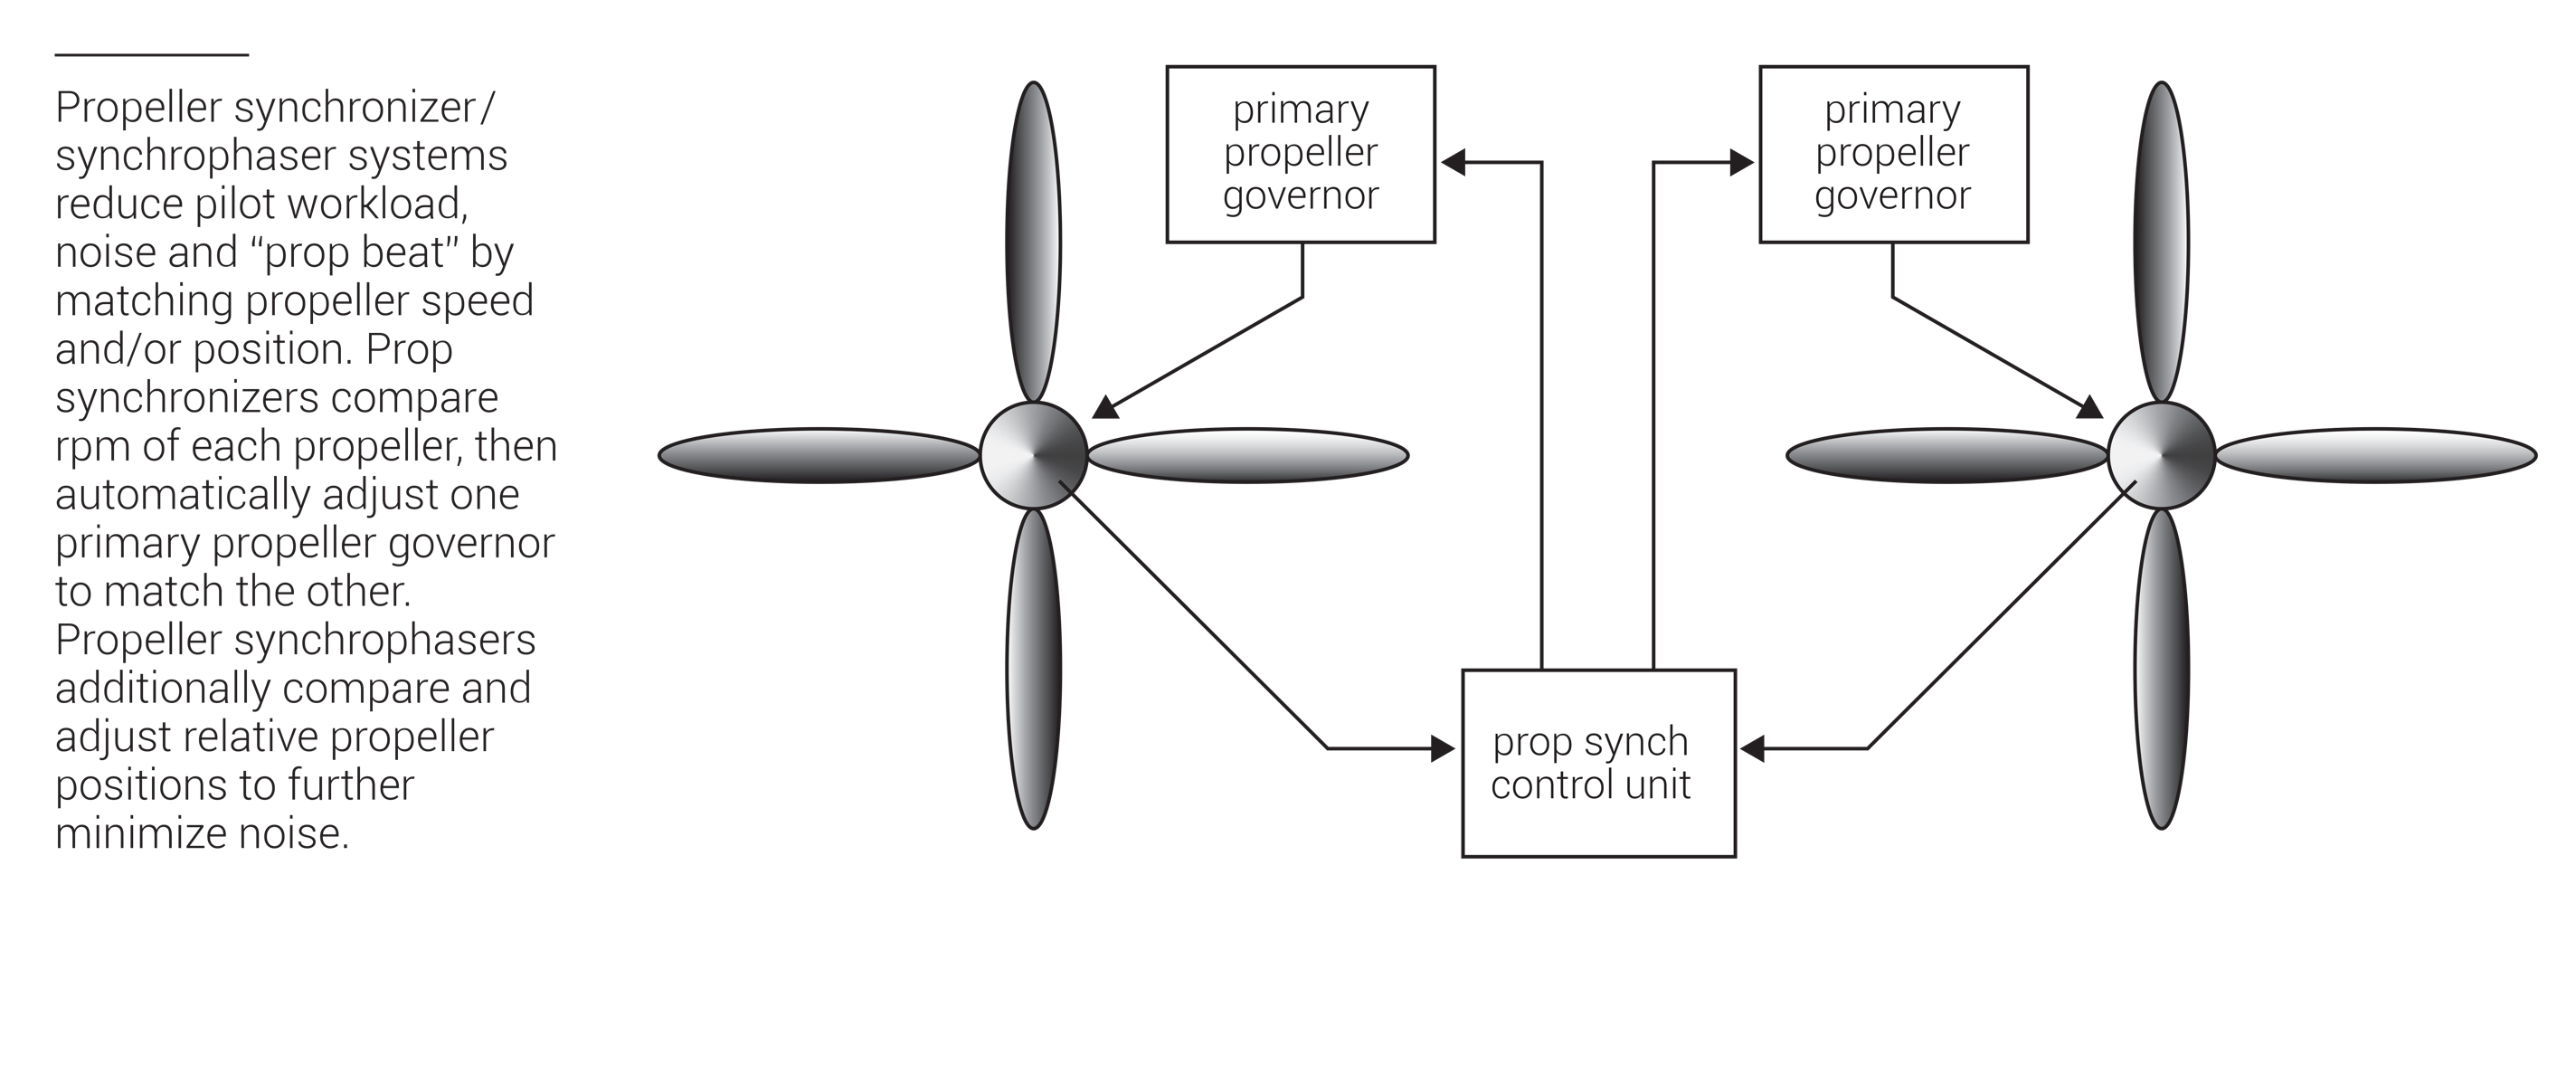 Propeller synchronizer/
synchrophaser systems
reduce pilot workload,
noise and “prop beat” by
matching propeller speed
and/or position. Prop
synchronizers compare
rpm of each propeller, then
automatically adjust one
primary propeller governor
to match the other.
Propeller synchrophasers
additionally compare and
adjust relative propeller
positions to further
minimize noise.
primary
propeller
governor
primary
propeller
governor
prop synch
control unit